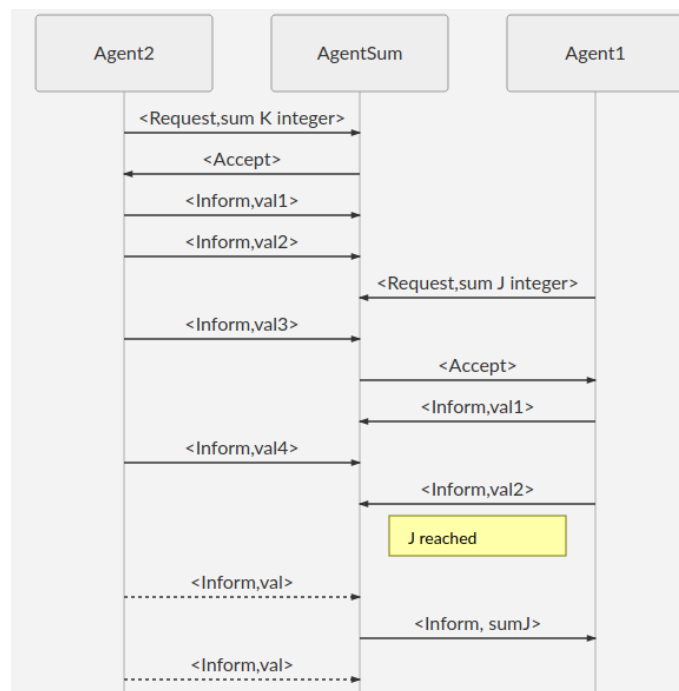 Agent2
AgentSum
Agent1
<Request,sum K integer>
<Accept>
<Inform,val1>
<Inform,val2>
<Request,sum J integer>
<Inform,val3>
<Accept>
<Inform,val1>
<Inform,val4>
<Inform,val2>
J reached
<Inform,val>
<Inform, sumJ>
<Inform,val>